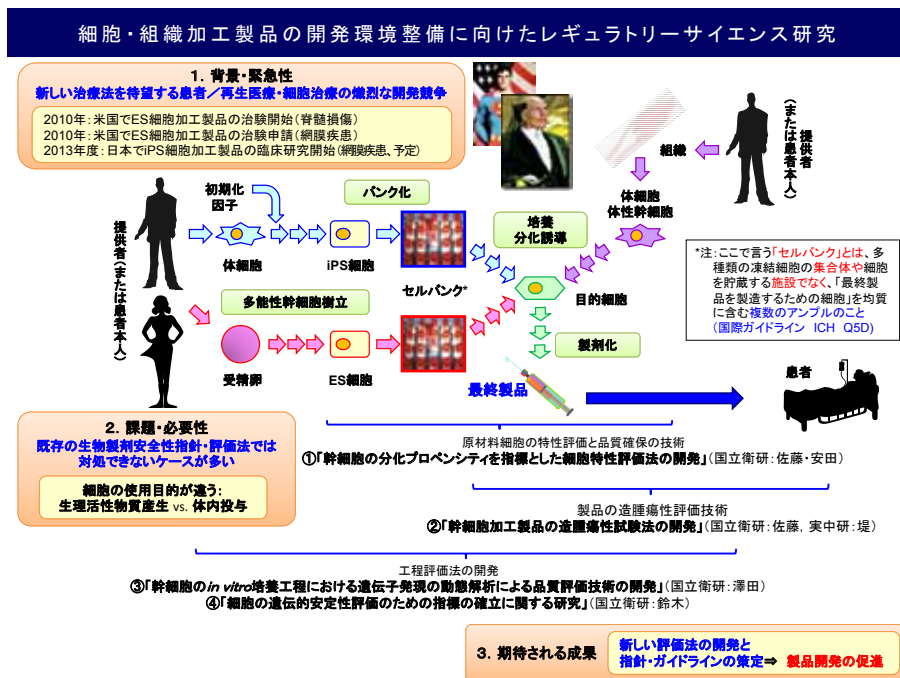 細胞・組織加工製品の開発環境整備に向けたレギュラトリーサイエンス研究
1．背景・緊急性
新しい治療法を待望する患者／再生医療・細胞治療の熾烈な開発競争
2010年：米国でES細胞加工製品の治験開始（脊髄損傷）
2010年：米国でES細胞加工製品の治験申請（網膜疾患）
2013年度：日本でiPS細胞加工製品の臨床研究開始（網膜疾患、予定）
組織
提供者
（または患者本人）
体細胞
体性幹細胞
初期化
因子
バンク化
培養
分化誘導
提供者（または患者本人）
体細胞
iPS細胞
セルバンク*
目的細胞
多能性幹細胞樹立
製剤化
受精卵
ES細胞
最終製品
患者
*注：ここで言う「セルバンク」とは、多
種類の凍結細胞の集合体や細胞
を貯蔵する施設でなく、「最終製
品を製造するための細胞」を均質
に含む複数のアンプルのこと
（国際ガイドライン ICH Q5D）
2．課題・必要性
既存の生物製剤安全性指針・評価法では
対処できないケースが多い
細胞の使用目的が違う：
生理活性物質産生 vs. 体内投与
原材料細胞の特性評価と品質確保の技術
①「幹細胞の分化プロペンシティを指標とした細胞特性評価法の開発」（国立衛研：佐藤・安田）
製品の造腫瘍性評価技術
②「幹細胞加工製品の造腫瘍性試験法の開発」（国立衛研：佐藤，実中研：堤）
工程評価法の開発
③「幹細胞のin vitro培養工程における遺伝子発現の動態解析による品質評価技術の開発」（国立衛研：澤田）
④「細胞の遺伝的安定性評価のための指標の確立に関する研究」（国立衛研：鈴木）
3．期待される成果
新しい評価法の開発と
指針・ガイドラインの策定⇒ 製品開発の促進